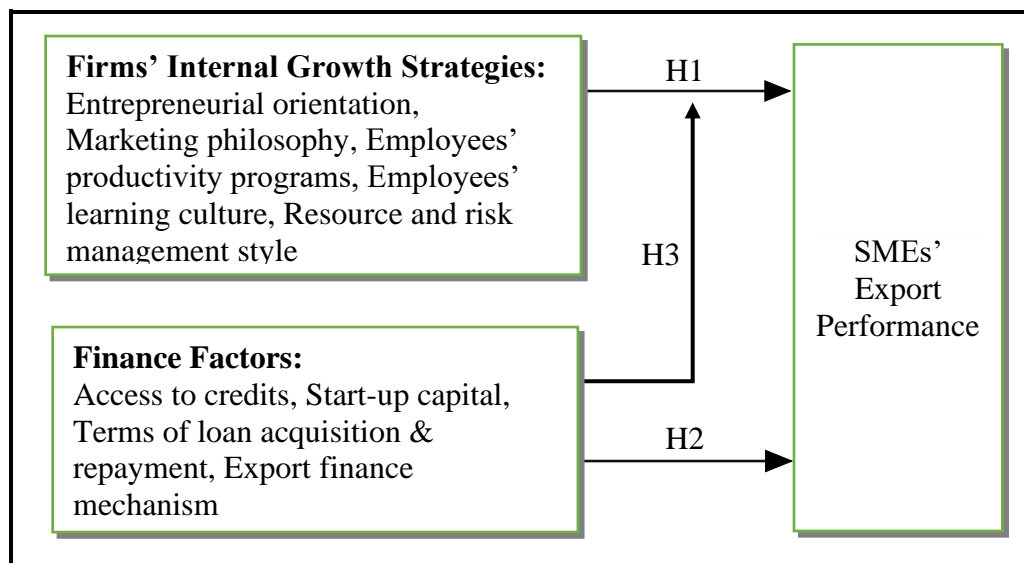 Firms’ Internal Growth Strategies:
Entrepreneurial orientation,
Marketing philosophy, Employees’
productivity programs, Employees’
learning culture, Resource and risk
management style
H1
H3
SMEs’
Export
Performance
Finance Factors:
Access to credits, Start-up capital,
Terms of loan acquisition &
repayment, Export finance
mechanism
H2